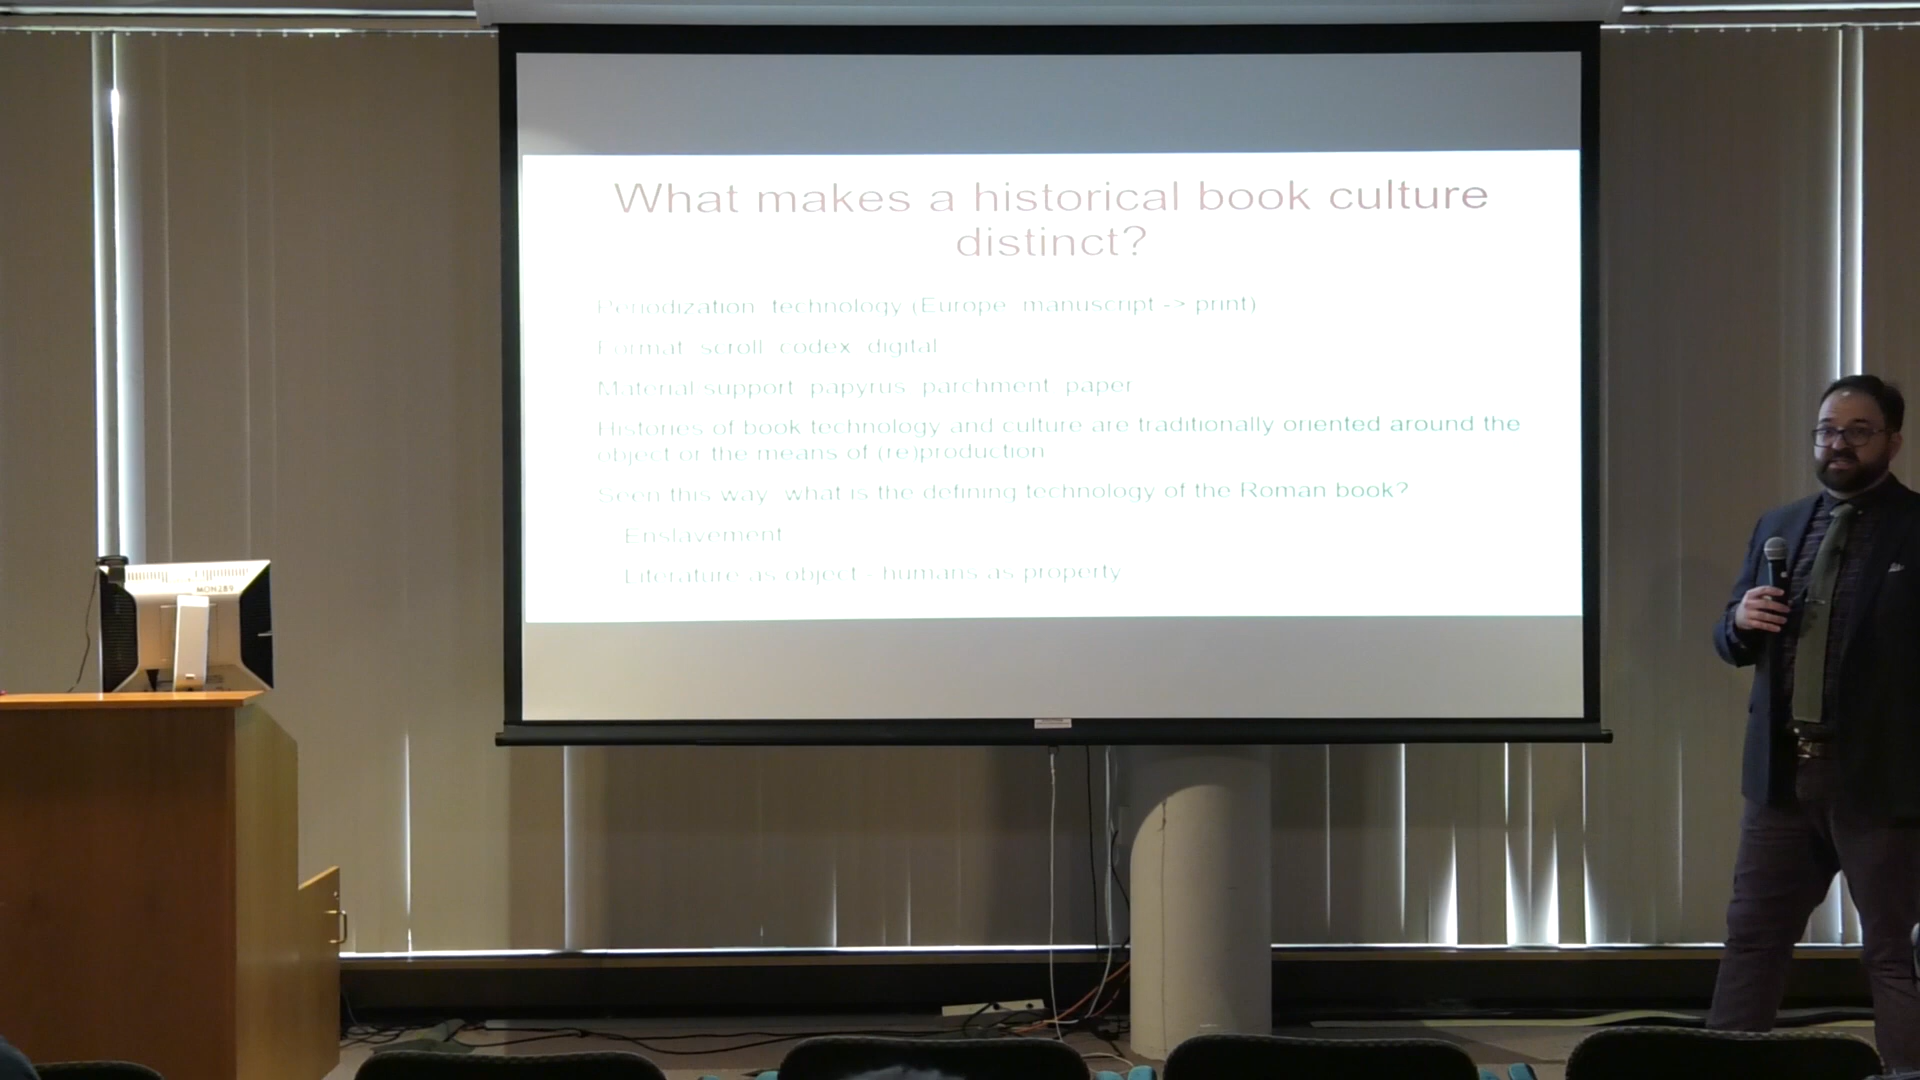 What makes a historical book culture
distinct?
Periodization technology (Europe manuscript -> print)
Format scroll codex digital
Material support papyrus parchment paper
Histories of book technology and culture are traditionally oriented around the
object or the means of (re)production
Seen this way what is the defining technology of the Roman book?
Enslavement
Literature as object - humans as property